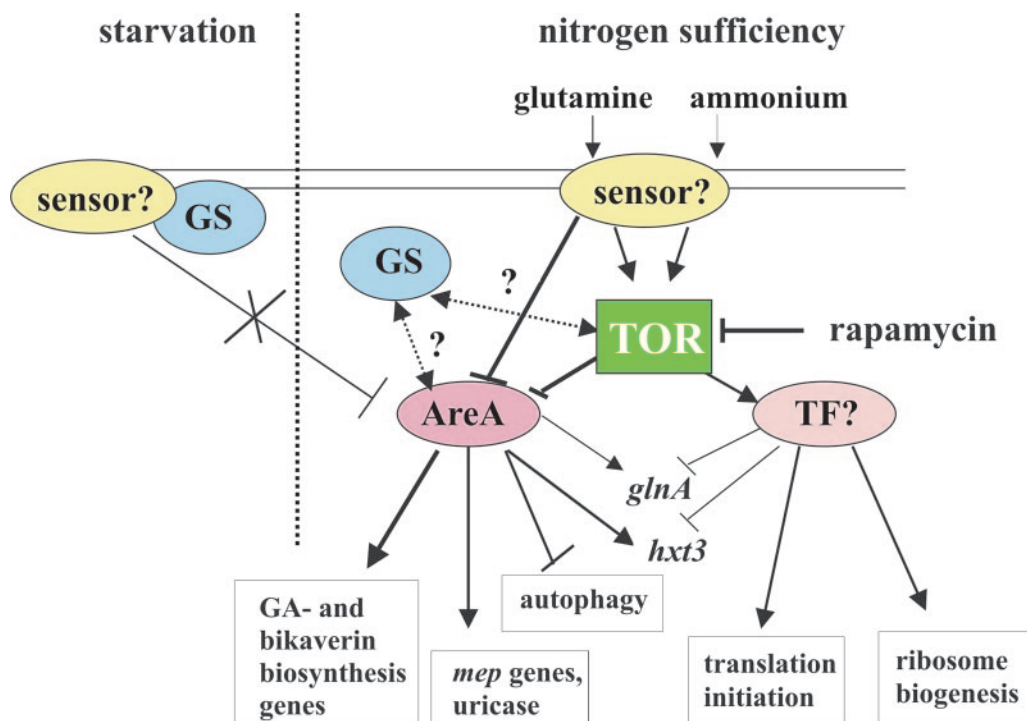 starvation
nitrogen sufficiency
glutamine
ammonium
sensor?
GS
sensor?
GS
?
?
TOR
rapamycin
AreA
TF?
glnA
hxt3
GA- and
bikaverin
biosynthesis
genes
mep genes,
uricase
autophagy
translation
initiation
ribosome
biogenesis